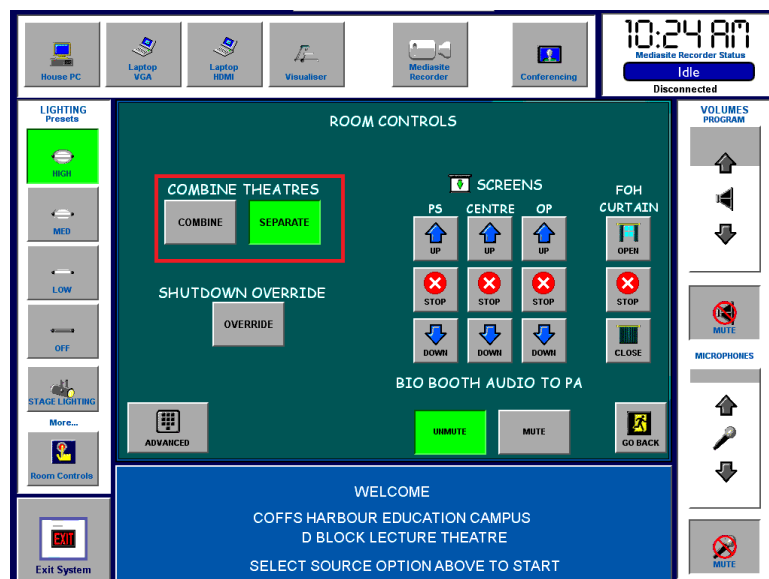 House PC
Laptop
VGA
Laptop
HDMI
Visualiser
Mediasite
Recorder
Conferencing
10:24 AM
Mediasite Recorder Status
Idle
Disconnected
LIGHTING
Presets
HIGH
MED
LOW
OFF
STAGE LIGHTING
More...
Room Controls
EXIT
Exit System
ROOM CONTROLS
COMBINE THEATRES
COMBINE
SEPARATE
SHUTDOWN OVERRIDE
OVERRIDE
SCREENS
PS CENTRE OP
UP UP UP
STOP STOP STOP
DOWN DOWN DOWN
FOH
CURTAIN
OPEN
STOP
CLOSE
BIO BOOTH AUDIO TO PA
UNMUTE MUTE
ADVANCED
GO BACK
WELCOME
COFFS HARBOUR EDUCATION CAMPUS
D BLOCK LECTURE THEATRE
SELECT SOURCE OPTION ABOVE TO START
VOLUMES
PROGRAM
MUTE
MICROPHONES
MUTE